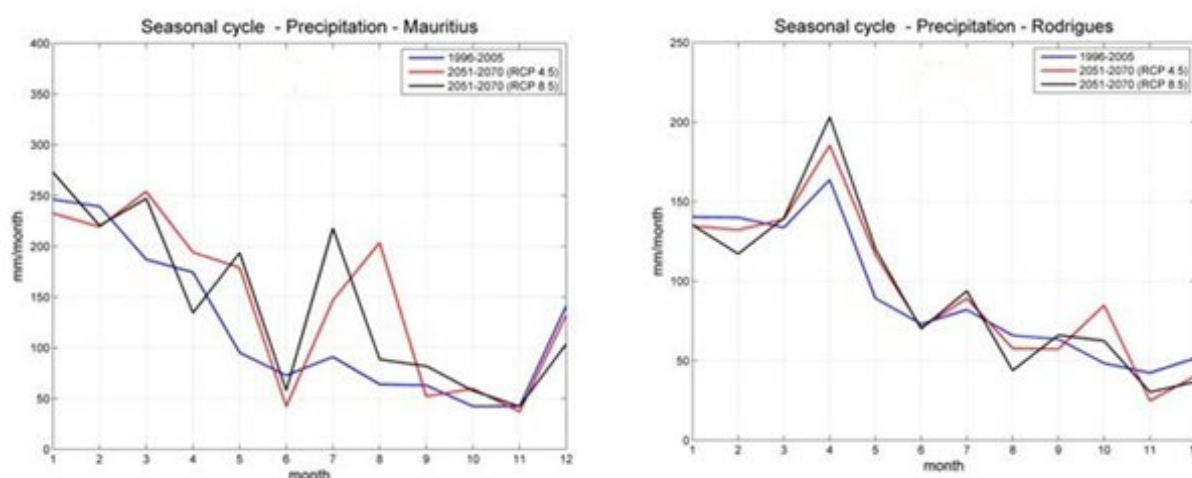 Seasonal cycle - Precipitation - Mauritius
400
350
300
250
200
150
100
50
0
mm/month
1996-2005
2051-2070 (RCP 4.5)
2051-2070 (RCP 8.5)
1 2 3 4 5 6 7 8 9 10 11 12
month
Seasonal cycle - Precipitation - Rodrigues
250
200
150
100
50
0
mm/month
1996-2005
2051-2070 (RCP 4.5)
2051-2070 (RCP 8.5)
1 2 3 4 5 6 7 8 9 10 11
month